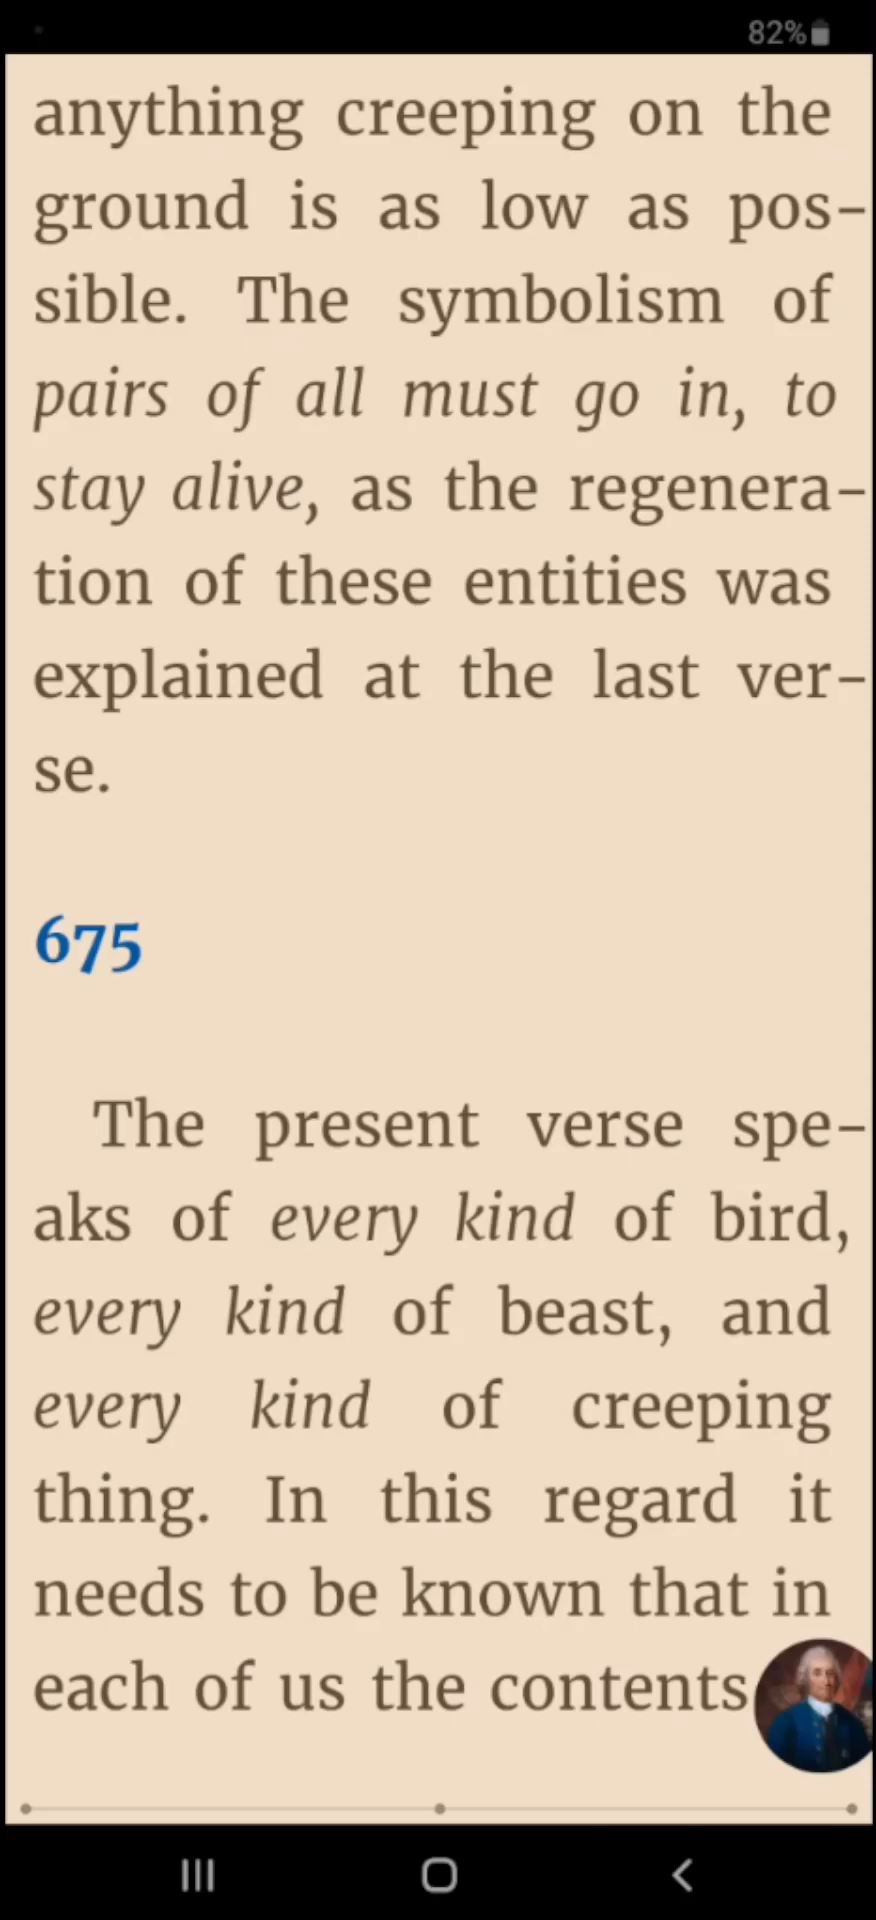 82%
anything creeping on the
ground is as low as pos-
sible. The symbolism of
pairs of all must go in, to
stay alive, as the regenera-
tion of these entities was
explained at the last ver-
se.
675
The present verse spe-
aks of every kind of bird,
every kind of beast, and
every kind of creeping
thing. In this regard it
needs to be known that in
each of us the contents